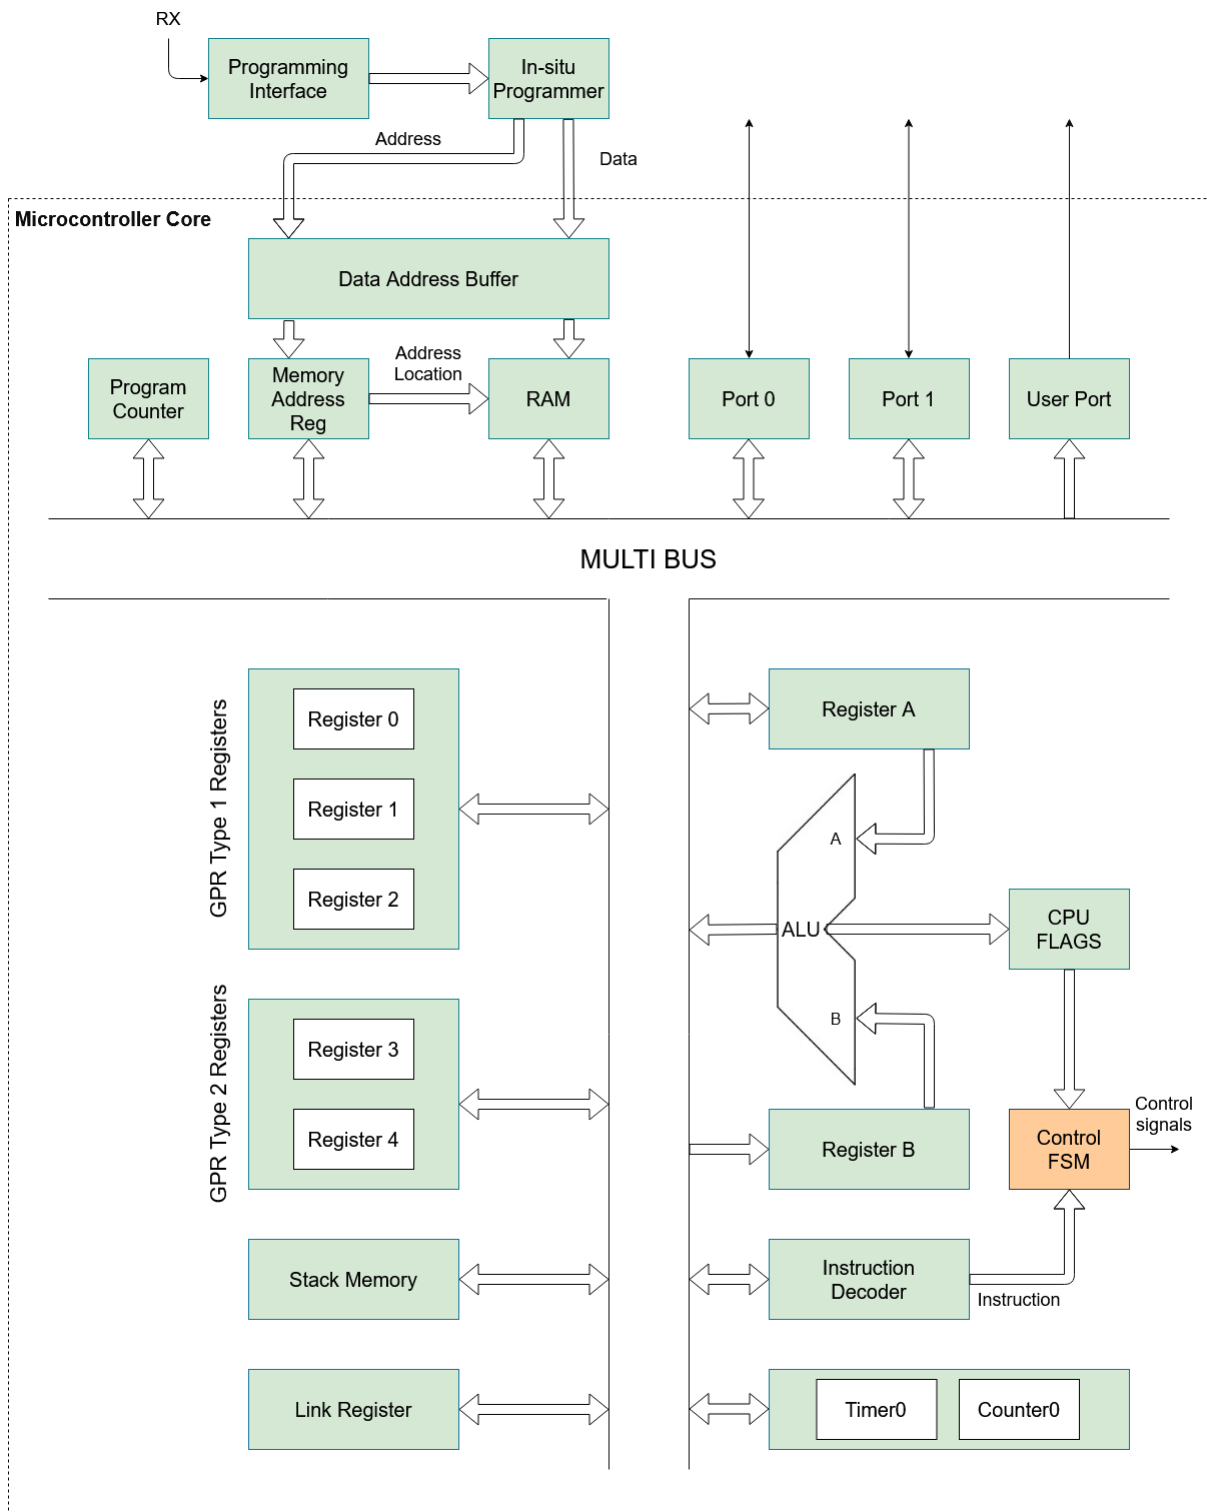 RX
Programming
Interface
In-situ
Programmer
Address
Data
Microcontroller Core
Data Address Buffer
Program
Counter
Memory
Address
Reg
Address
Location
RAM
Port 0
Port 1
User Port
MULTI BUS
GPR Type 1 Registers
Register 0
Register 1
Register 2
Register A
A
ALU
CPU
FLAGS
B
GPR Type 2 Registers
Register 3
Register 4
Register B
Control
FSM
Control
signals
Stack Memory
Instruction
Decoder
Instruction
Link Register
Timer0
Counter0